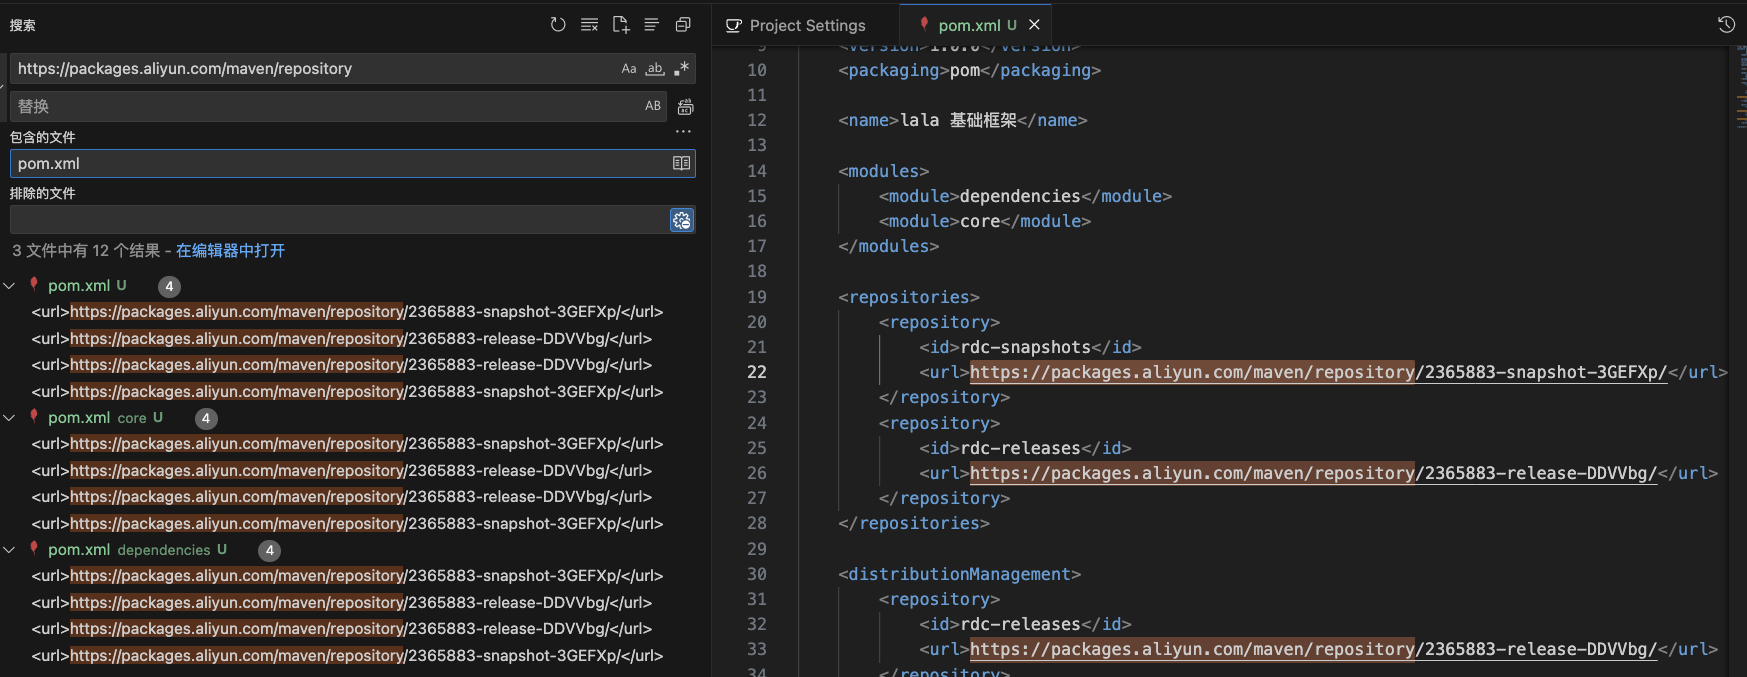 搜索
https://packages.aliyun.com/maven/repository
Aa ab .*
替换
AB
包含的文件
pom.xml
排除的文件
3 文件中有 12 个结果 - 在编辑器中打开
pom.xml U 4
<url>https://packages.aliyun.com/maven/repository/2365883-snapshot-3GEFXp/</url>
<url>https://packages.aliyun.com/maven/repository/2365883-release-DDVVbg/</url>
<url>https://packages.aliyun.com/maven/repository/2365883-release-DDVVbg/</url>
<url>https://packages.aliyun.com/maven/repository/2365883-snapshot-3GEFXp/</url>
pom.xml core U 4
<url>https://packages.aliyun.com/maven/repository/2365883-snapshot-3GEFXp/</url>
<url>https://packages.aliyun.com/maven/repository/2365883-release-DDVVbg/</url>
<url>https://packages.aliyun.com/maven/repository/2365883-release-DDVVbg/</url>
<url>https://packages.aliyun.com/maven/repository/2365883-snapshot-3GEFXp/</url>
pom.xml dependencies U 4
<url>https://packages.aliyun.com/maven/repository/2365883-snapshot-3GEFXp/</url>
<url>https://packages.aliyun.com/maven/repository/2365883-release-DDVVbg/</url>
<url>https://packages.aliyun.com/maven/repository/2365883-release-DDVVbg/</url>
<url>https://packages.aliyun.com/maven/repository/2365883-snapshot-3GEFXp/</url>
Project Settings
pom.xml U
9 <version>1.0.0</version>
10 <packaging>pom</packaging>
11
12 <name>lala 基础框架</name>
13
14 <modules>
15 <module>dependencies</module>
16 <module>core</module>
17 </modules>
18
19 <repositories>
20 <repository>
21 <id>rdc-snapshots</id>
22 <url>https://packages.aliyun.com/maven/repository/2365883-snapshot-3GEFXp/</url>
23 </repository>
24 <repository>
25 <id>rdc-releases</id>
26 <url>https://packages.aliyun.com/maven/repository/2365883-release-DDVVbg/</url>
27 </repository>
28 </repositories>
29
30 <distributionManagement>
31 <repository>
32 <id>rdc-releases</id>
33 <url>https://packages.aliyun.com/maven/repository/2365883-release-DDVVbg/</url>
34 </repository>